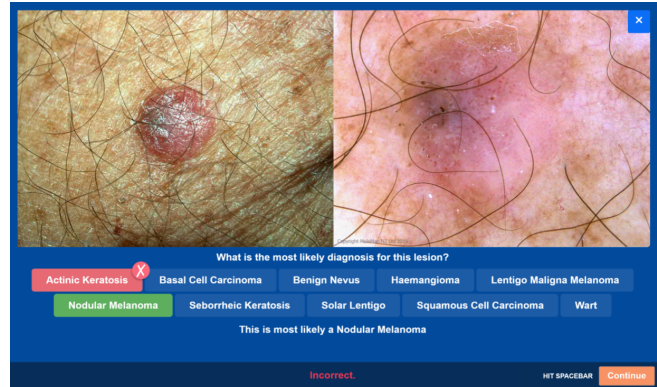 ×
What is the most likely diagnosis for this lesion?
X
Actinic Keratosis Basal Cell Carcinoma Benign Nevus Haemangioma Lentigo Maligna Melanoma
Nodular Melanoma Seborrheic Keratosis Solar Lentigo Squamous Cell Carcinoma Wart
This is most likely a Nodular Melanoma
Incorrect.
HIT SPACEBAR Continue